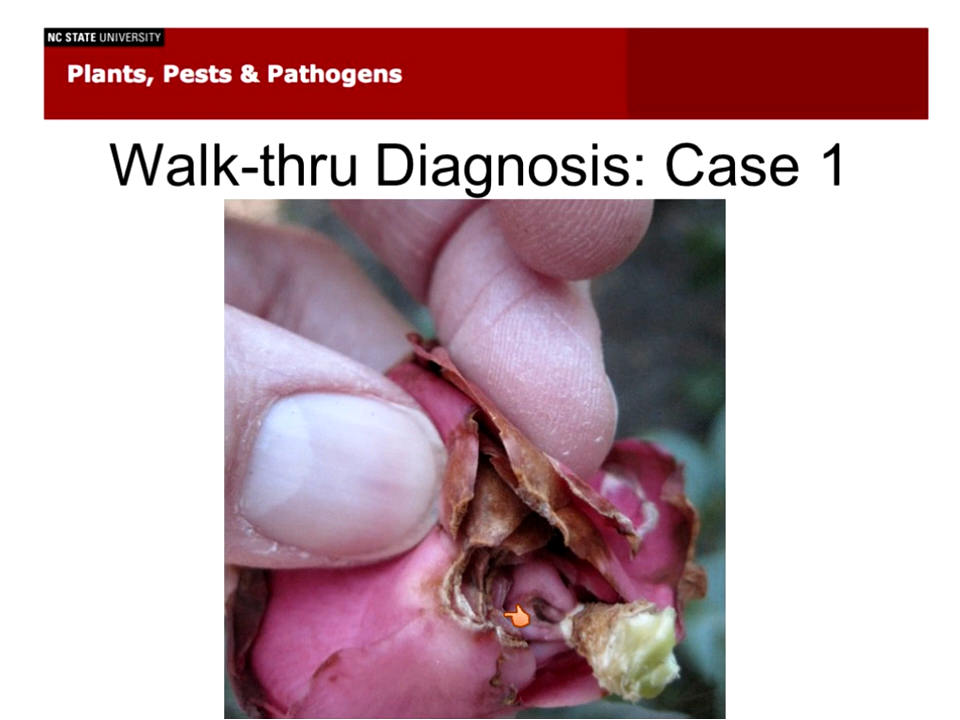 NC STATE UNIVERSITY
Plants, Pests & Pathogens
Walk-thru Diagnosis: Case 1